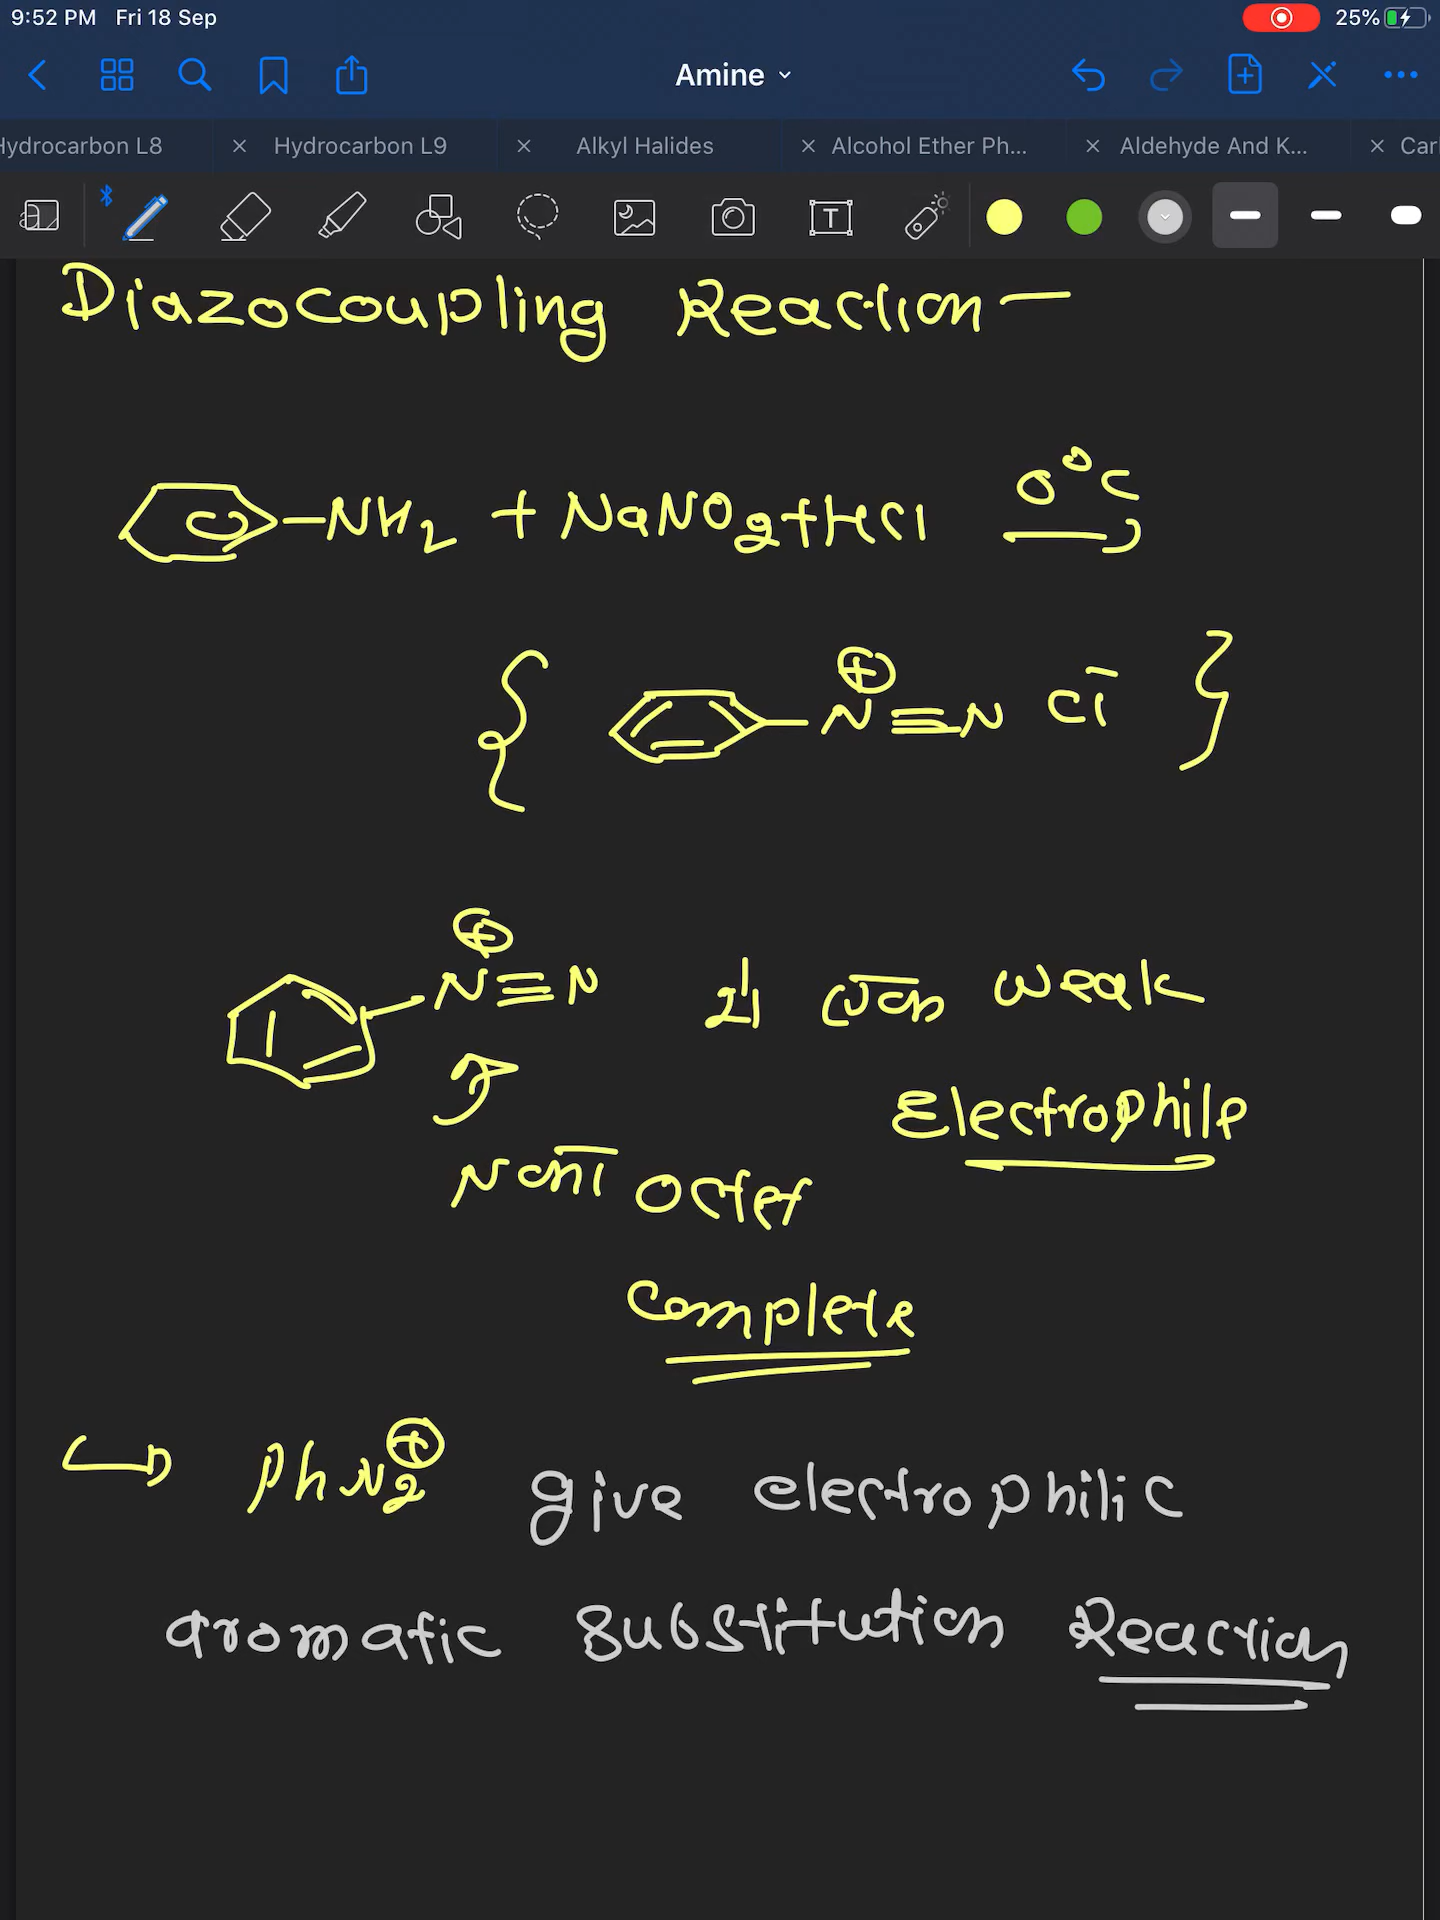 9:52 PM Fri 18 Sep 25%
Amine
Hydrocarbon L8 Hydrocarbon L9 Alkyl Halides Alcohol Ether Ph... Aldehyde And K... Car
Diazocoupling Reaction —
–NH2 + NaNO2 + HCl 0°C
{ –N≡N Cl⁻ } ⊕
⊕
N≡N weak
Electrophile
N octet
complete
↳ PhN2⊕ give electrophilic
aromatic substitution Reaction